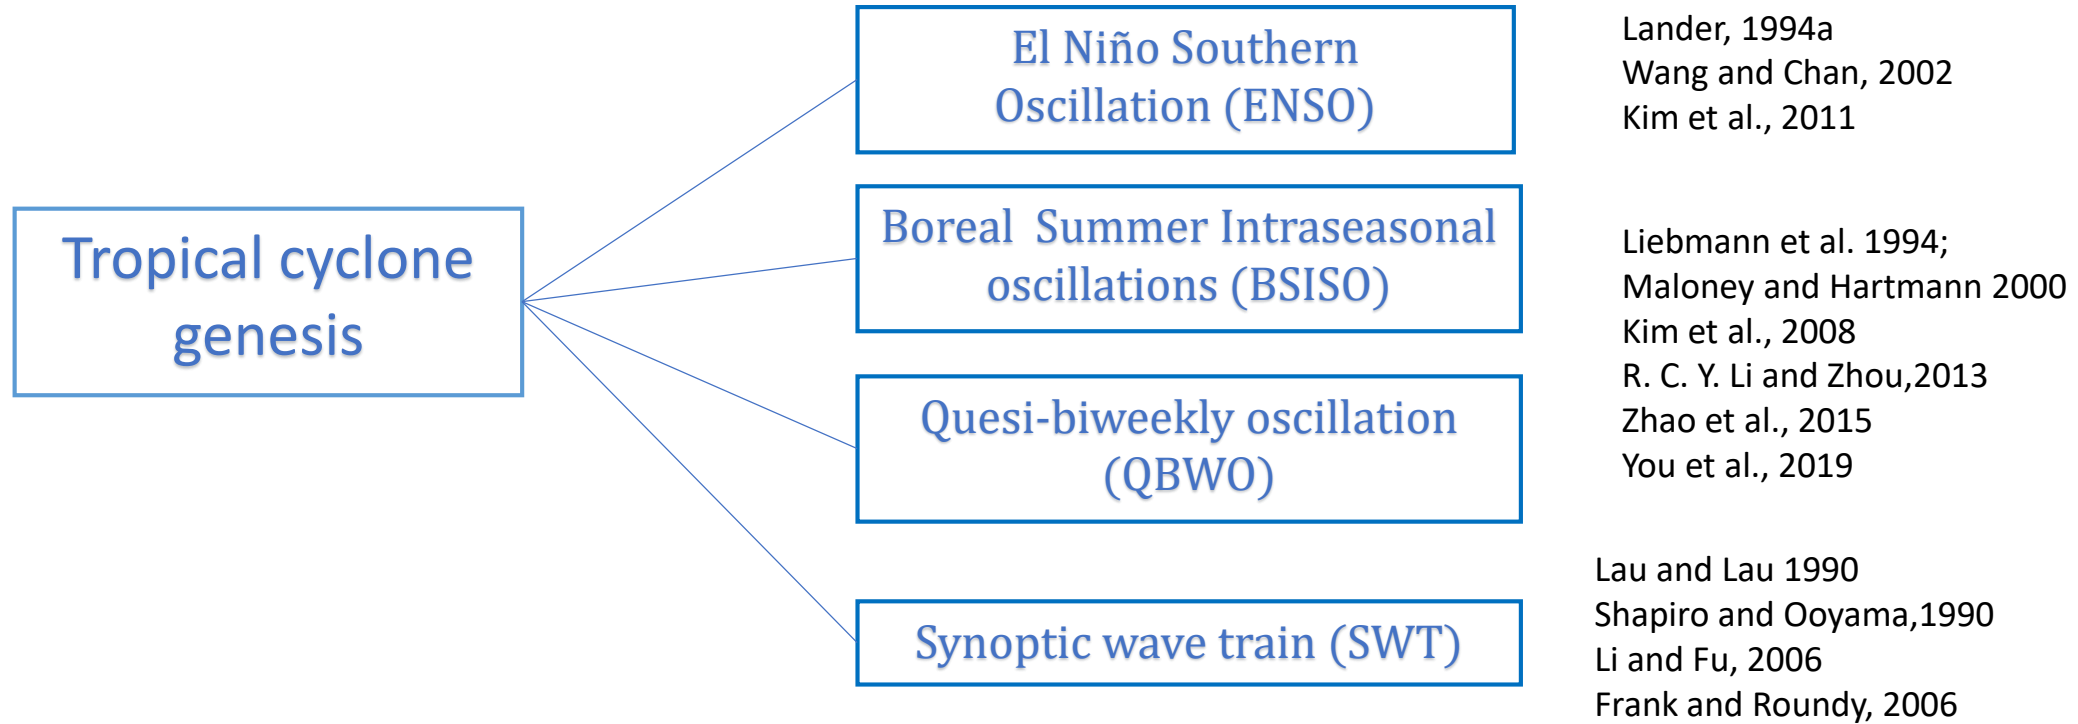 Tropical cyclone
genesis
El Niño Southern
Oscillation (ENSO)
Boreal  Summer Intraseasonal
oscillations (BSISO)
Quesi-biweekly oscillation
(QBWO)
Synoptic wave train (SWT)
Lander, 1994a
Wang and Chan, 2002
Kim et al., 2011
Liebmann et al. 1994;
Maloney and Hartmann 2000
Kim et al., 2008
R. C. Y. Li and Zhou,2013
Zhao et al., 2015
You et al., 2019
Lau and Lau 1990
Shapiro and Ooyama,1990
Li and Fu, 2006
Frank and Roundy, 2006